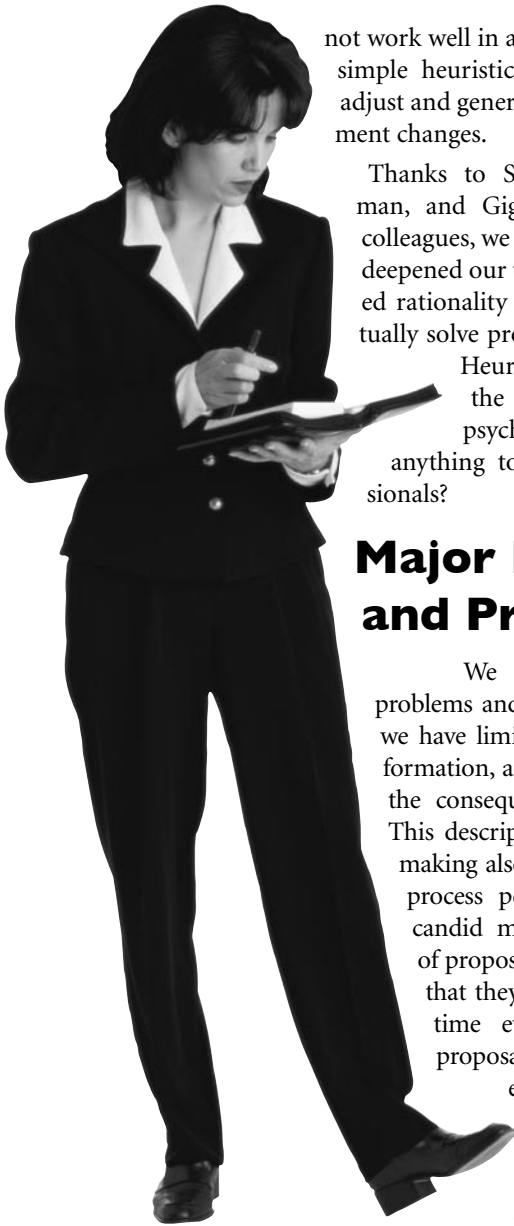 not work well in a
simple heuristic
adjust and gener
ment changes.
Thanks to S
man, and Gig
colleagues, we
deepened our
ed rationality
tually solve pro
Heur
the
psych
anything to
sionals?
Major
and Pr
We
problems and
we have limi
formation, a
the consequ
This descrip
making also
process p
candid m
of propos
that they
time e
proposa
e